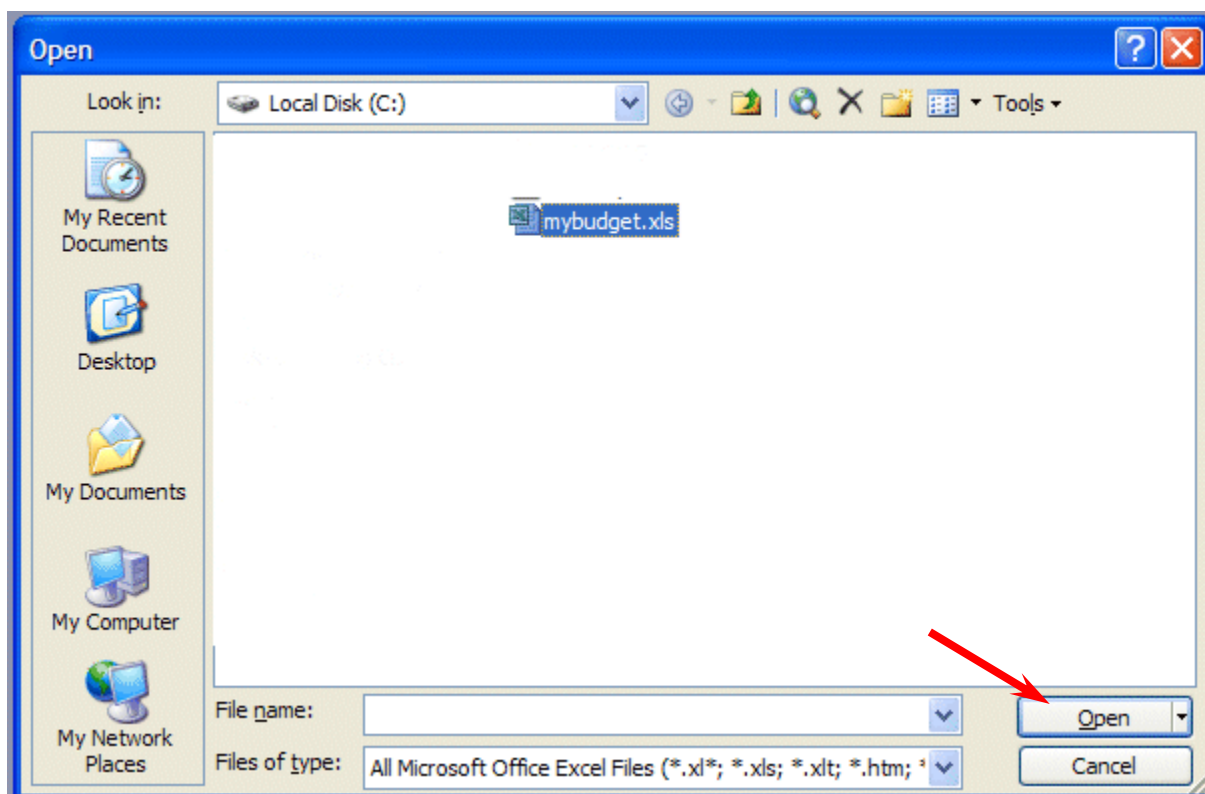 Open
Look in:
Local Disk (C:)
Tools
My Recent
Documents
mybudget.xls
Desktop
My Documents
My Computer
My Network
Places
File name:
Open
Files of type:
All Microsoft Office Excel Files (*.xl*; *.xls; *.xlt; *.htm; *
Cancel